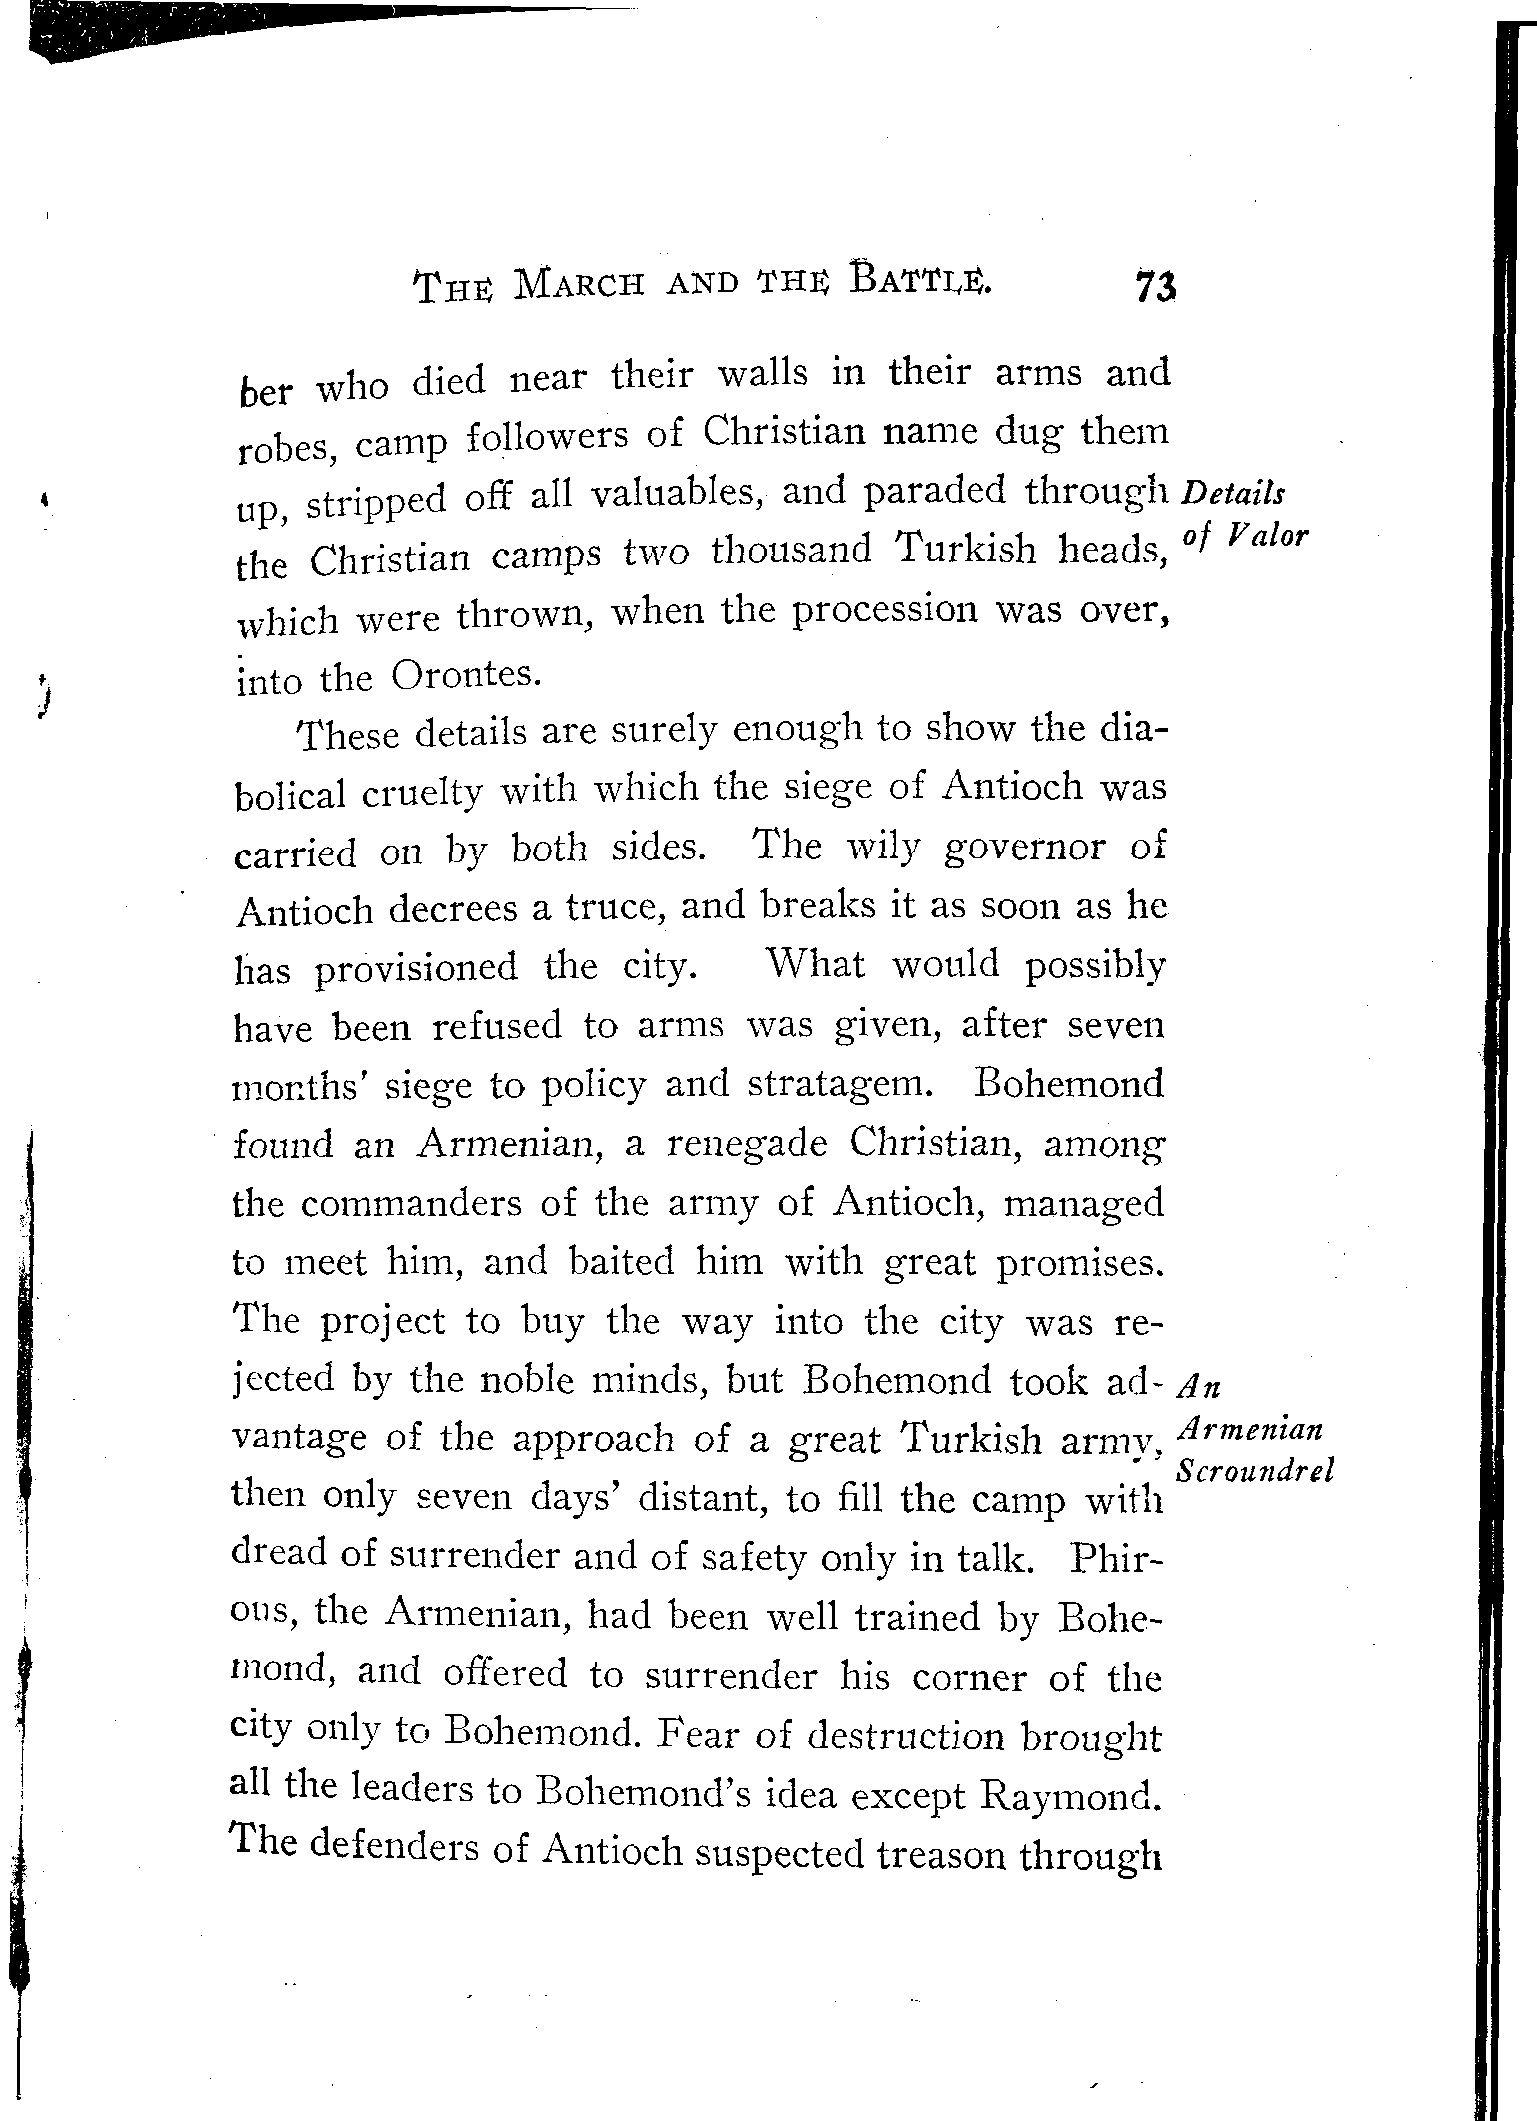 THE MARCH AND THE BATTLE. 73
ber who died near their walls in their arms and
robes, camp followers of Christian name dug them
up, stripped off all valuables, and paraded through
the Christian camps two thousand Turkish heads,
which were thrown, when the procession was over,
into the Orontes.
Details
of Valor
These details are surely enough to show the dia-
bolical cruelty with which the siege of Antioch was
carried on by both sides. The wily governor of
Antioch decrees a truce, and breaks it as soon as he
has provisioned the city. What would possibly
have been refused to arms was given, after seven
months' siege to policy and stratagem. Bohemond
found an Armenian, a renegade Christian, among
the commanders of the army of Antioch, managed
to meet him, and baited him with great promises.
The project to buy the way into the city was re-
jected by the noble minds, but Bohemond took ad-
vantage of the approach of a great Turkish army,
then only seven days' distant, to fill the camp with
dread of surrender and of safety only in talk. Phir-
ous, the Armenian, had been well trained by Bohe-
mond, and offered to surrender his corner of the
city only to Bohemond. Fear of destruction brought
all the leaders to Bohemond's idea except Raymond.
The defenders of Antioch suspected treason through
An
Armenian
Scroundrel